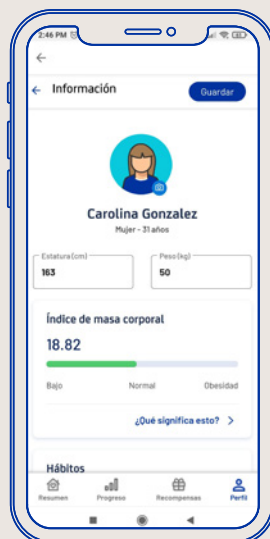 2:46 PM
Información
Guardar
Carolina Gonzalez
Mujer - 31 años
Estatura (cm)
Peso (kg)
163
50
Índice de masa corporal
18.82
Bajo
Normal
Obesidad
¿Qué significa esto?
Hábitos
Resumen
Progreso
Recompensas
Perfil